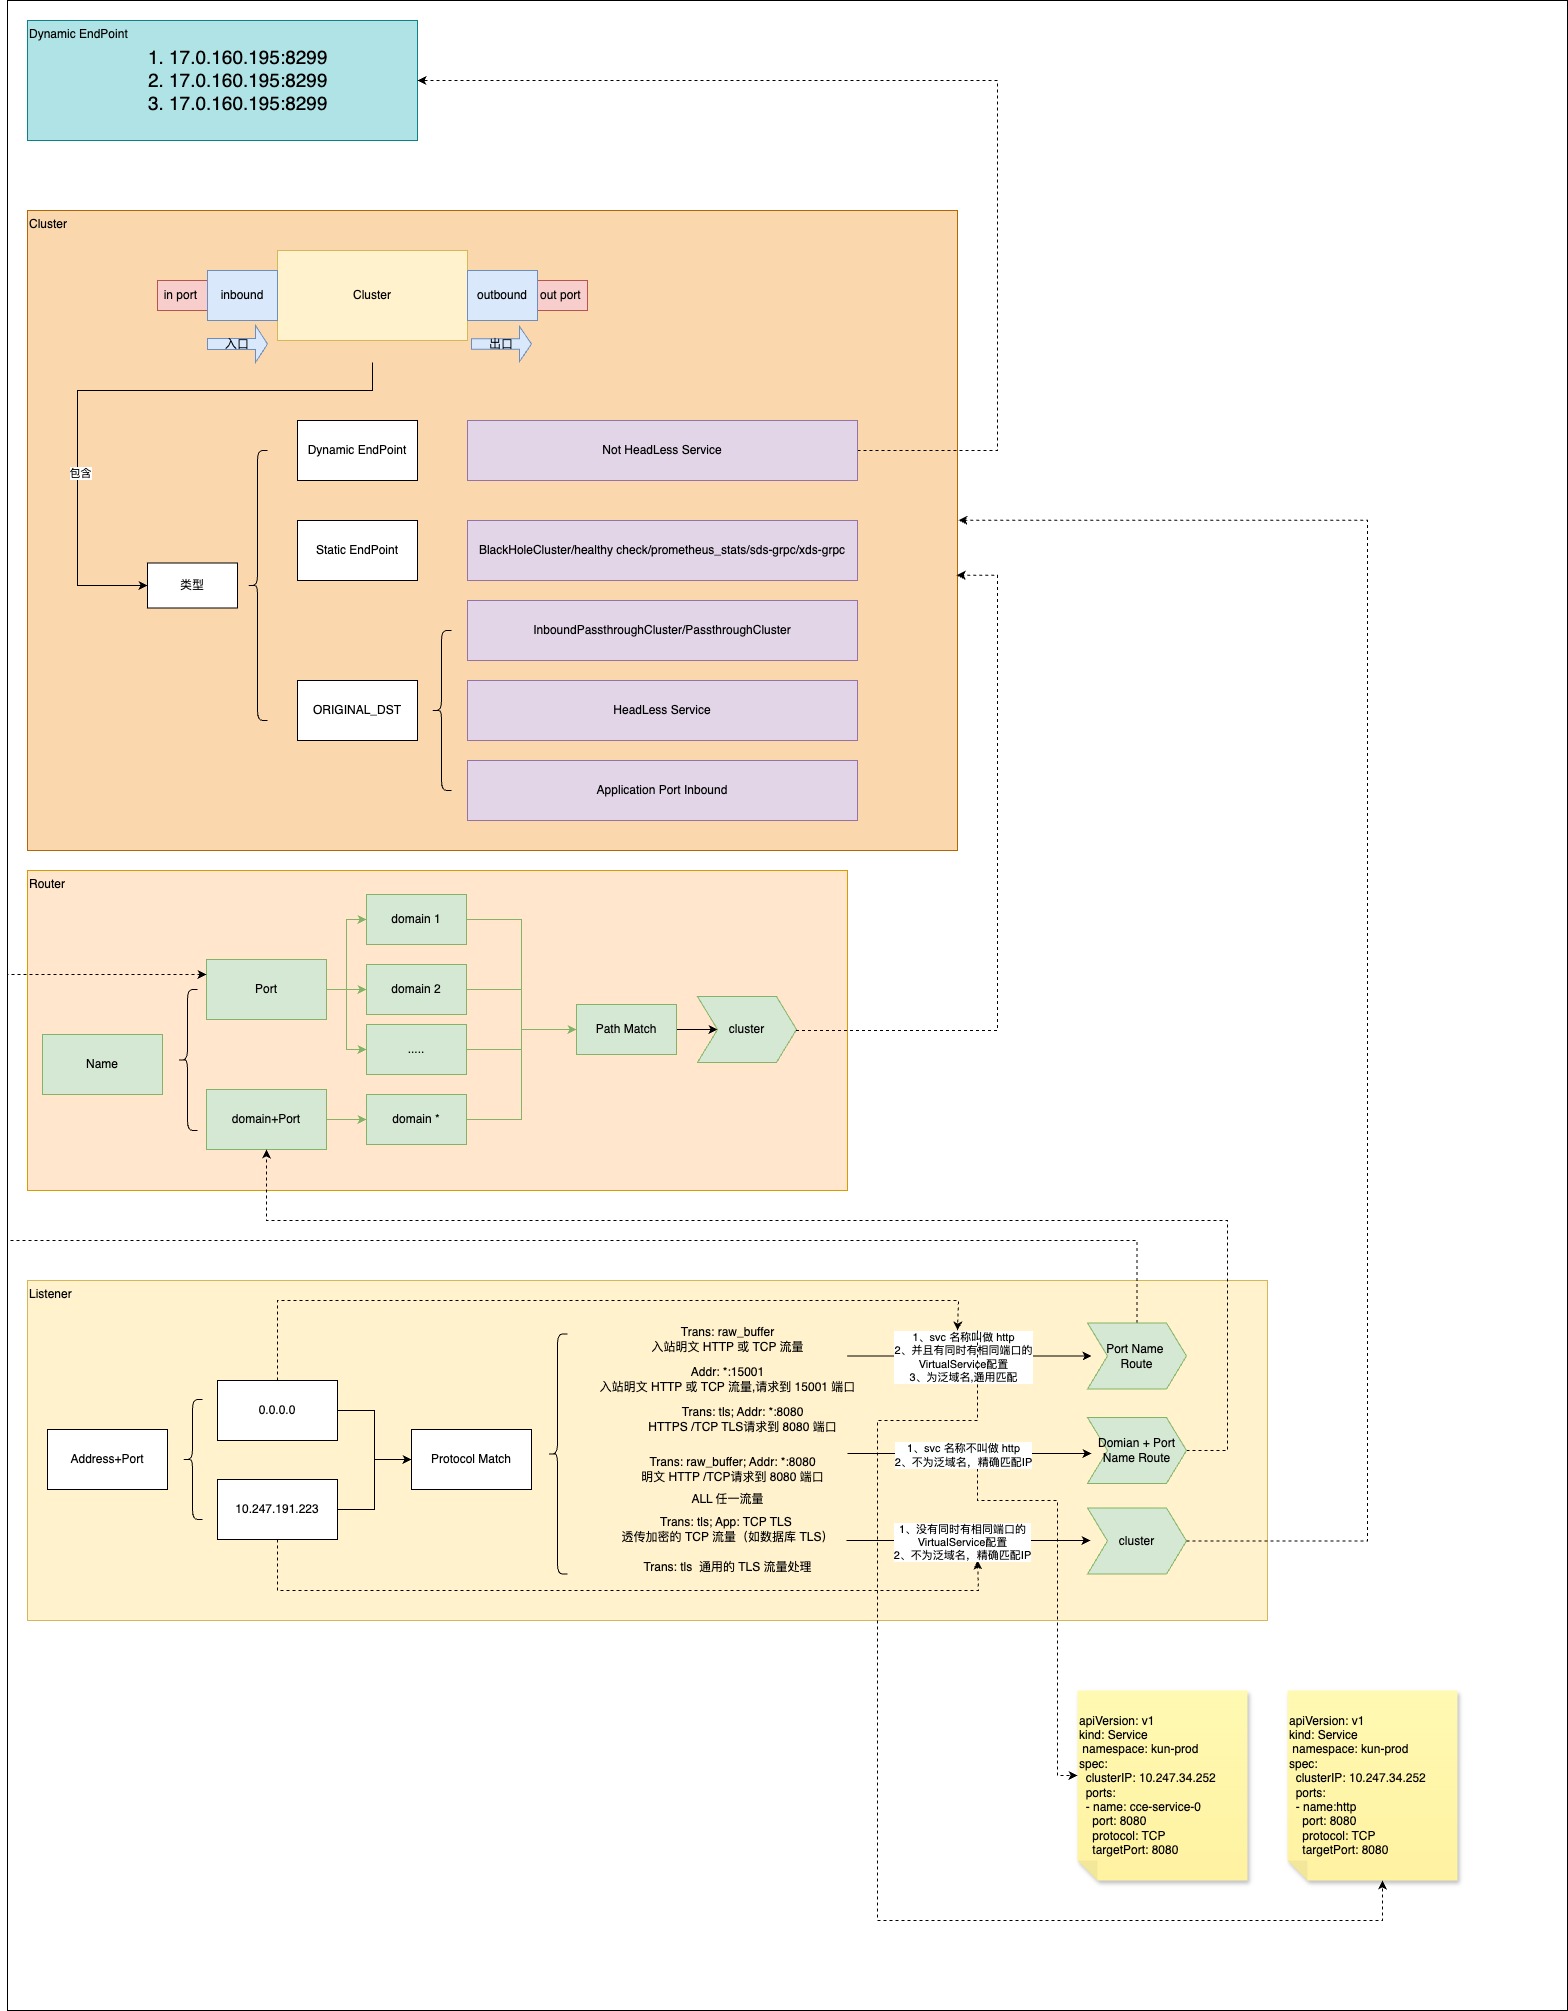 Dynamic EndPoint
1. 17.0.160.195:8299
2. 17.0.160.195:8299
3. 17.0.160.195:8299
Cluster
in port
inbound
Cluster
outbound
out port
入口
出口
包含
类型
Dynamic EndPoint
Not HeadLess Service
Static EndPoint
BlackHoleCluster/healthy check/prometheus_stats/sds-grpc/xds-grpc
InboundPassthroughCluster/PassthroughCluster
ORIGINAL_DST
HeadLess Service
Application Port Inbound
Router
domain 1
Port
domain 2
.....
Name
domain+Port
domain *
Path Match
cluster
Listener
Address+Port
0.0.0.0
10.247.191.223
Protocol Match
Trans: raw_buffer
入站明文 HTTP 或 TCP 流量
Addr: *:15001
入站明文 HTTP 或 TCP 流量,请求到 15001 端口
Trans: tls; Addr: *:8080
HTTPS /TCP TLS请求到 8080 端口
Trans: raw_buffer; Addr: *:8080
明文 HTTP /TCP请求到 8080 端口
ALL 任一流量
Trans: tls; App: TCP TLS
透传加密的 TCP 流量（如数据库 TLS）
Trans: tls  通用的 TLS 流量处理
1、svc 名称叫做 http
2、并且有同时有相同端口的
VirtualService配置
3、为泛域名,通用匹配
Port Name
Route
1、svc 名称不叫做 http
2、不为泛域名，精确匹配IP
Domian + Port
Name Route
1、没有同时有相同端口的
VirtualService配置
2、不为泛域名，精确匹配IP
cluster
apiVersion: v1
kind: Service
namespace: kun-prod
spec:
clusterIP: 10.247.34.252
ports:
- name: cce-service-0
port: 8080
protocol: TCP
targetPort: 8080
apiVersion: v1
kind: Service
namespace: kun-prod
spec:
clusterIP: 10.247.34.252
ports:
- name:http
port: 8080
protocol: TCP
targetPort: 8080